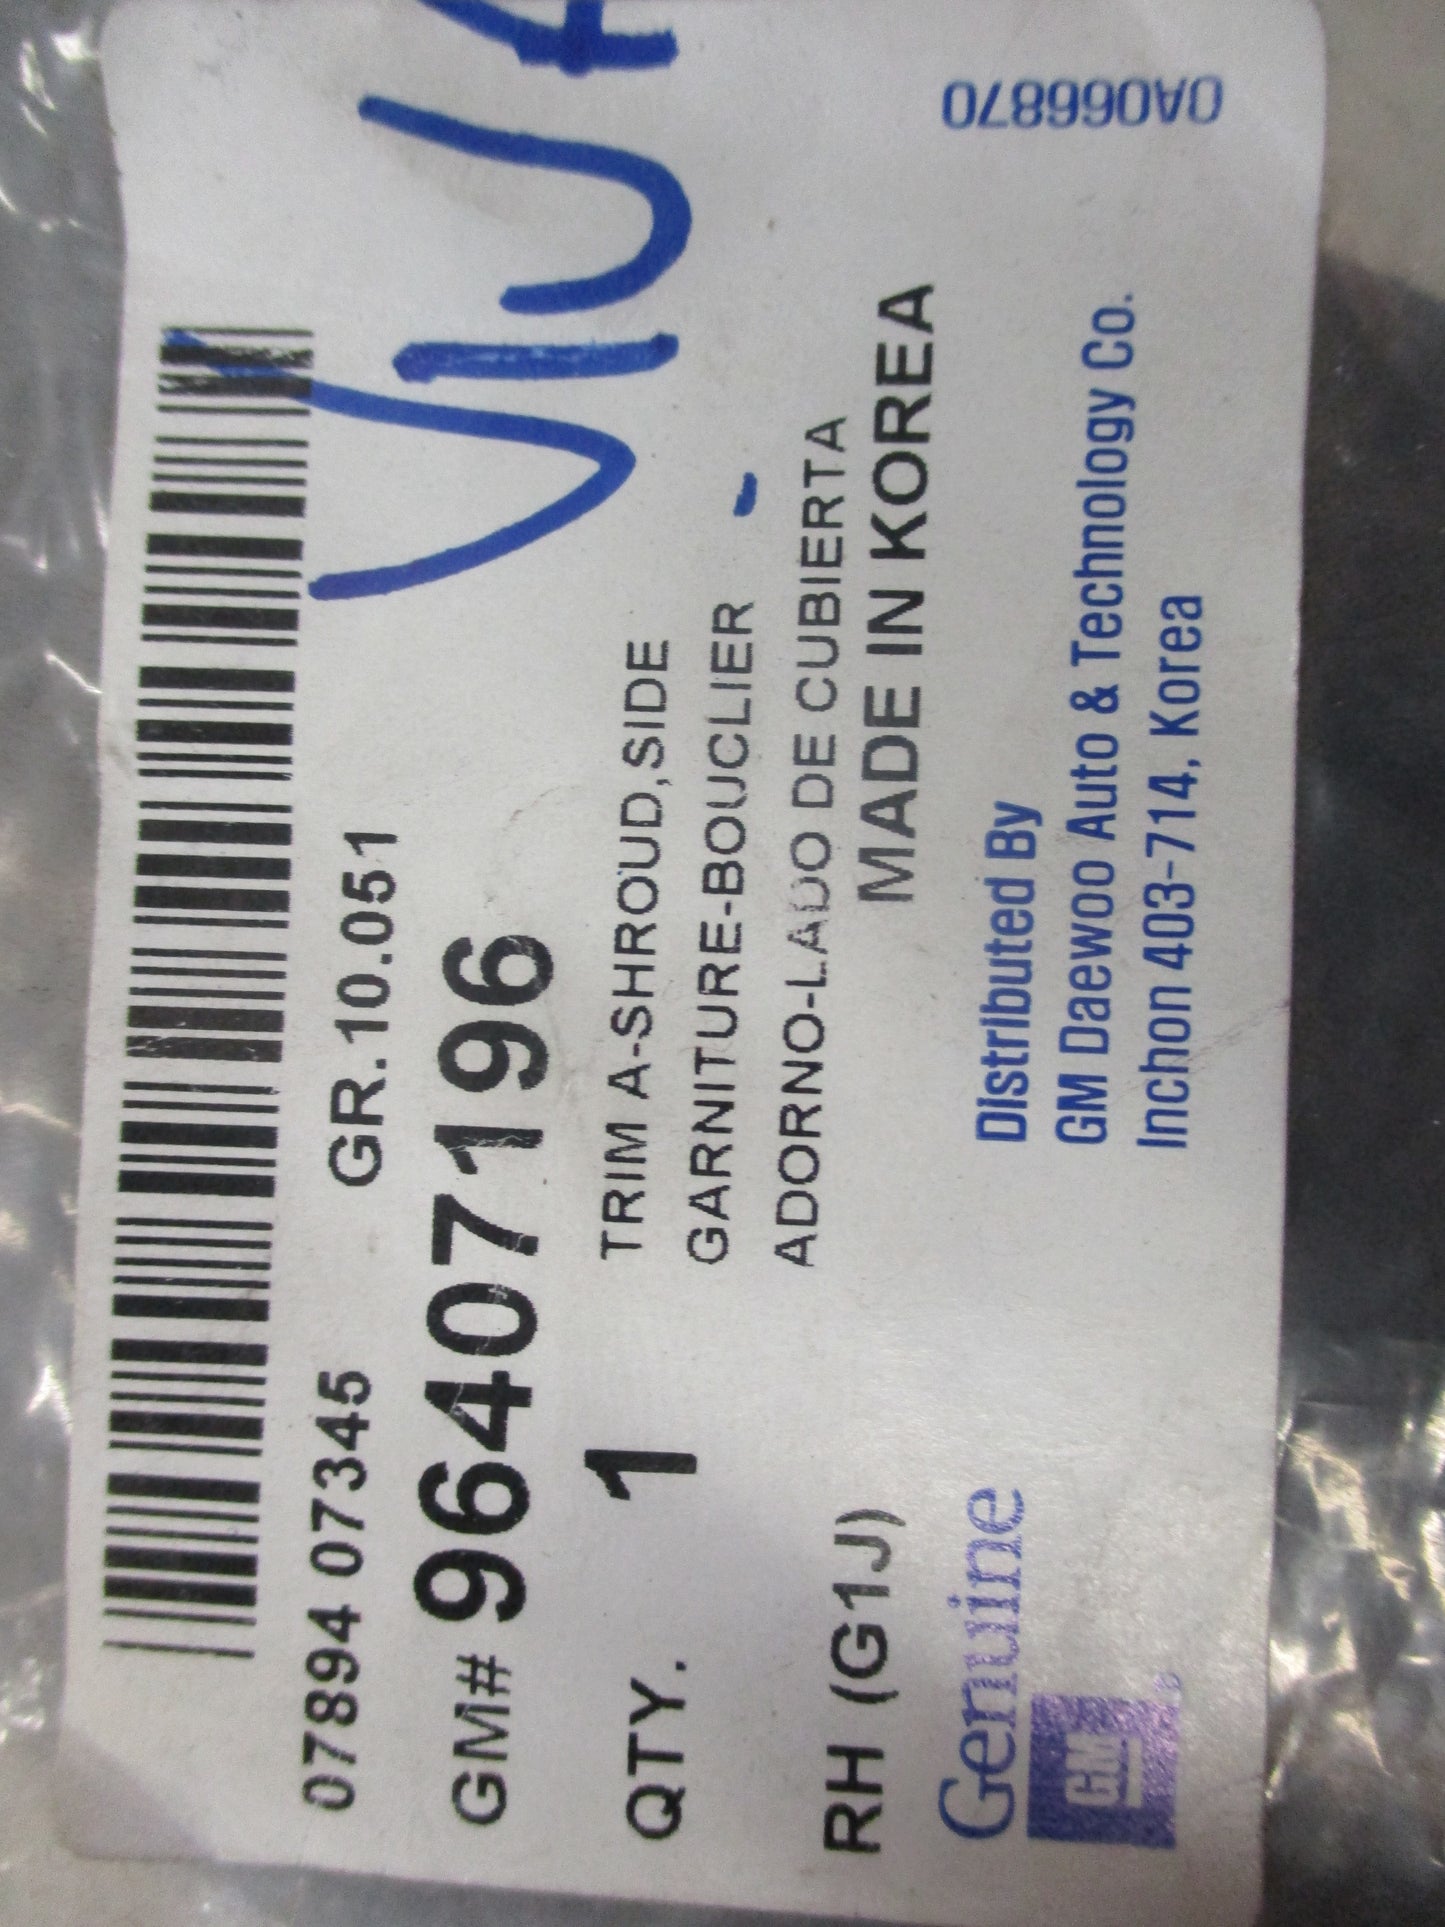 07894 07345 GR.10.051
GM# 96407196
QTY. 1 TRIM A-SHROUD,SIDE
GARNITURE-BOUCLIER
ADORNO-LADO DE CUBIERTA
RH (G1J) MADE IN KOREA
Genuine
GM
Distributed By
GM Daewoo Auto & Technology Co.
Inchon 403-714, Korea
0A066870